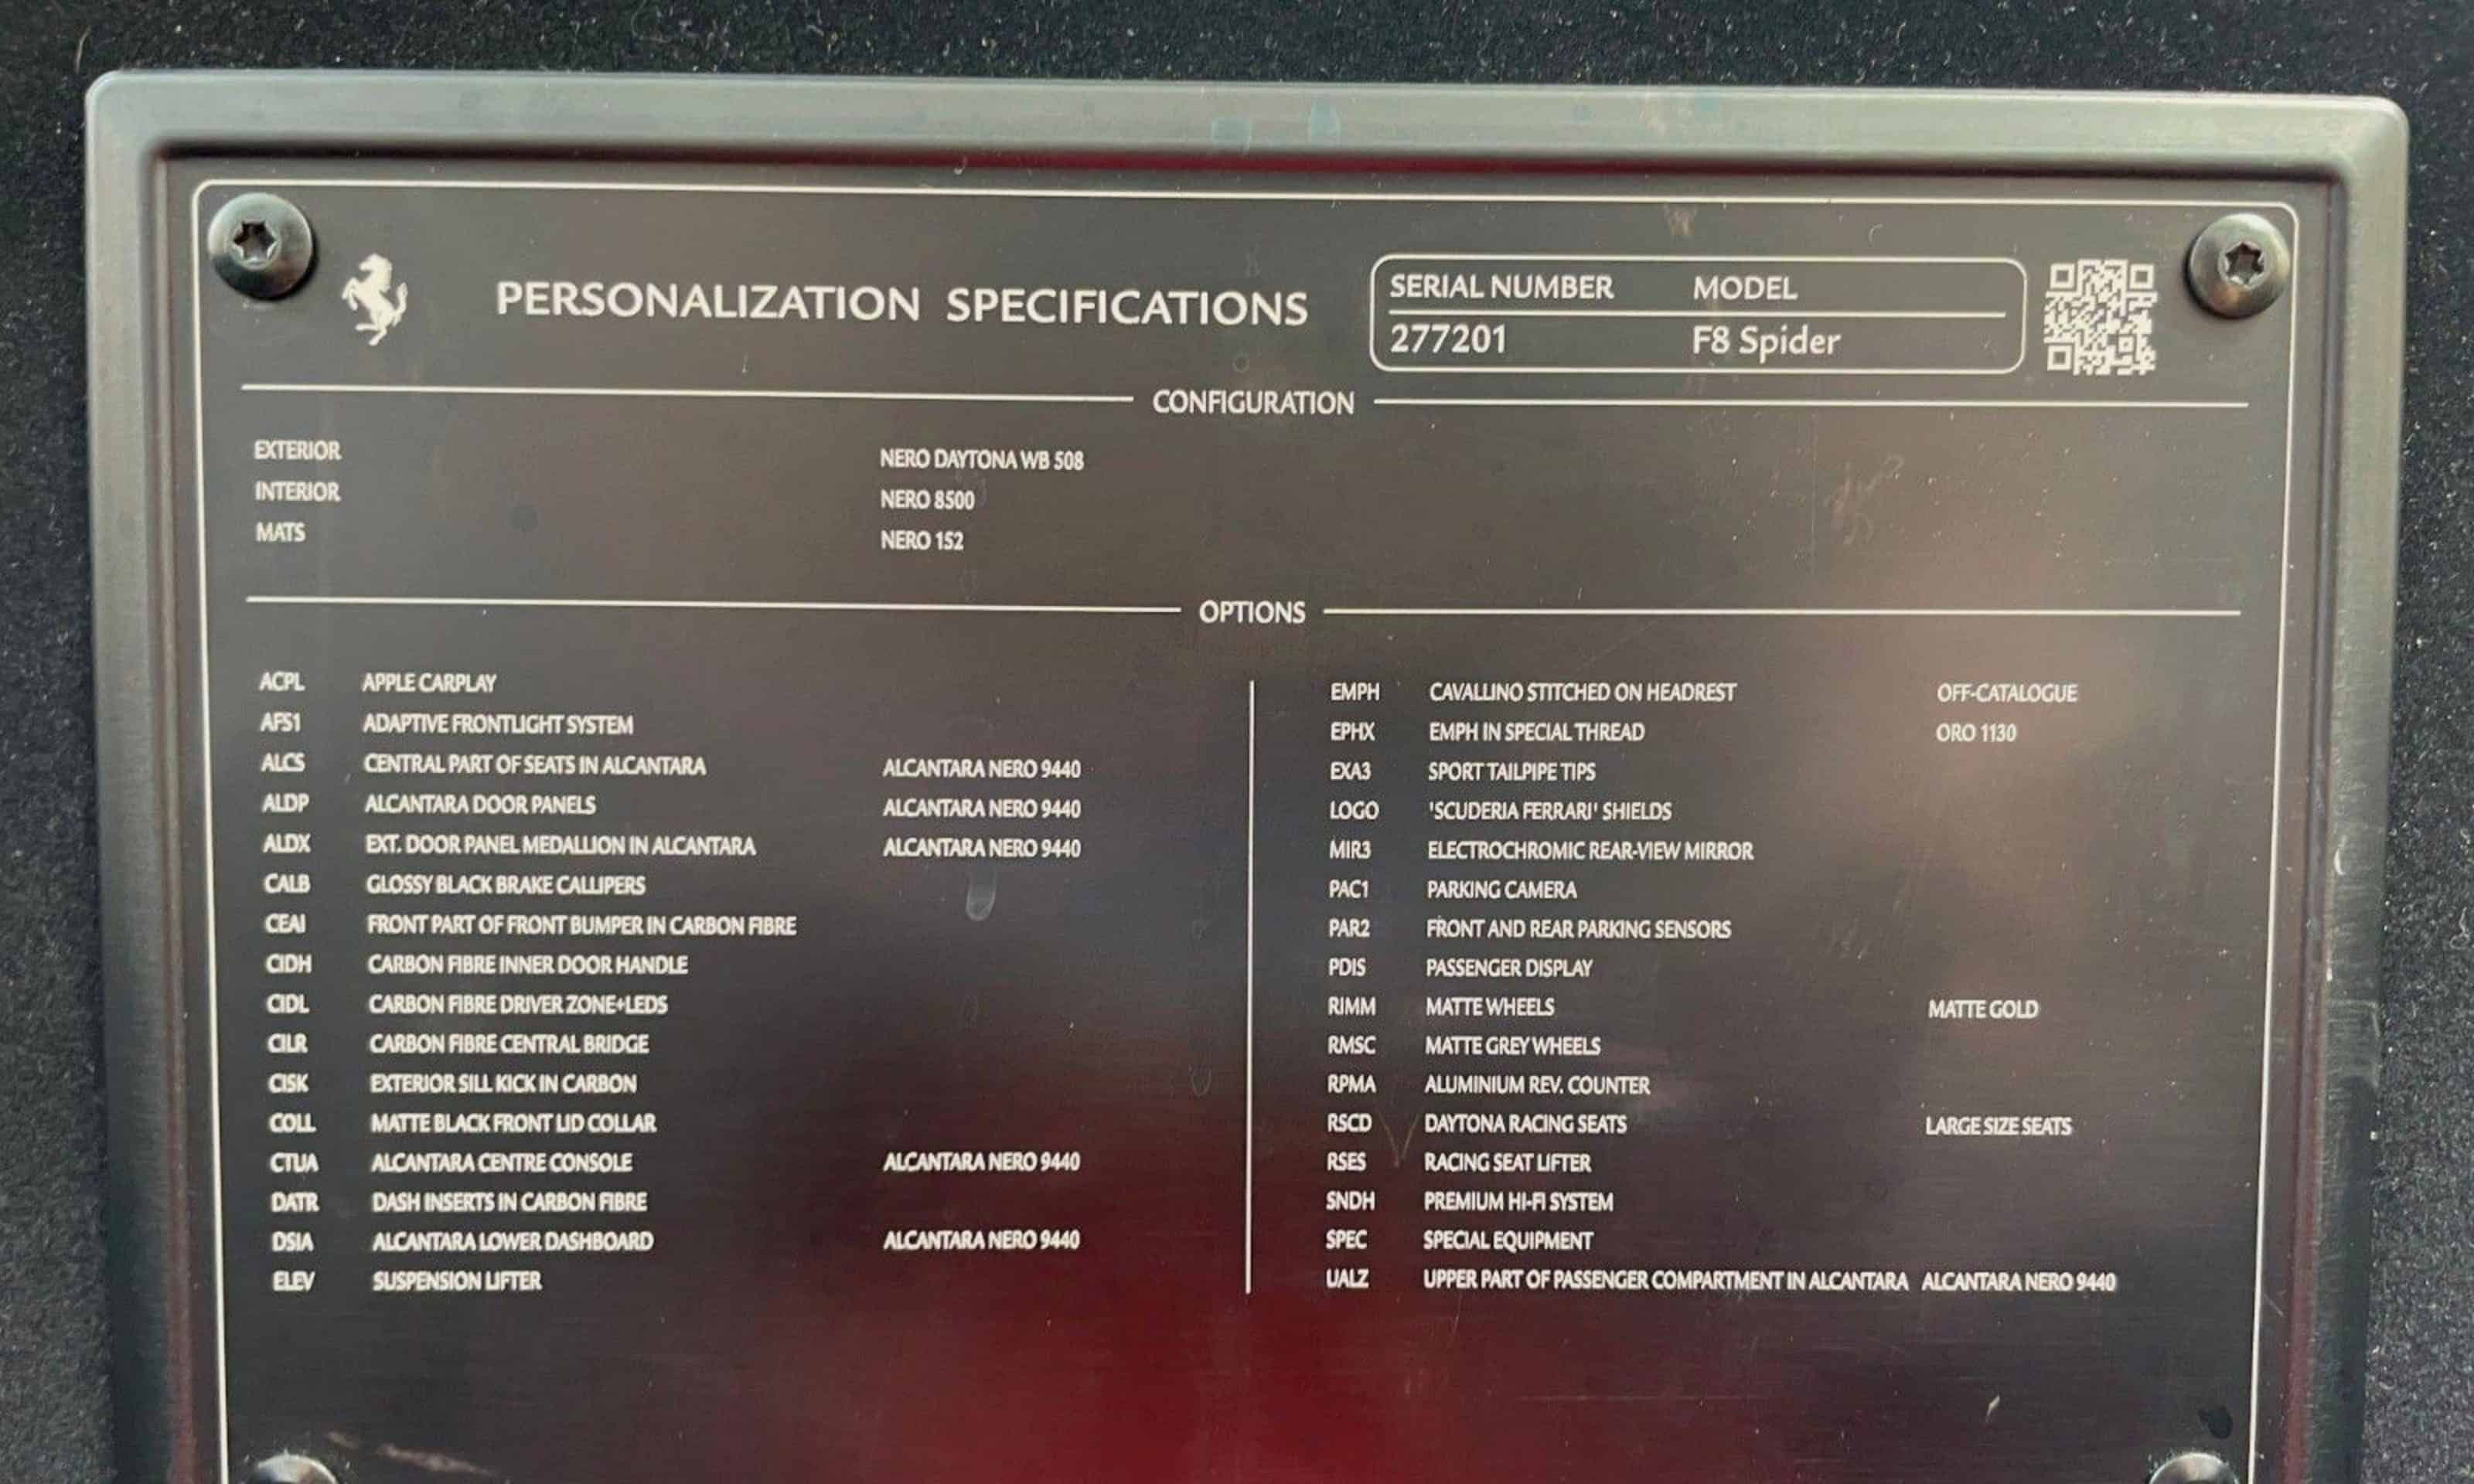 PERSONALIZATION SPECIFICATIONS
SERIAL NUMBER MODEL
277201 F8 Spider
CONFIGURATION
EXTERIOR NERO DAYTONA WB 508
INTERIOR NERO 8500
MATS NERO 152
OPTIONS
ACPL APPLE CARPLAY
AFS1 ADAPTIVE FRONTLIGHT SYSTEM
ALCS CENTRAL PART OF SEATS IN ALCANTARA ALCANTARA NERO 9440
ALDP ALCANTARA DOOR PANELS ALCANTARA NERO 9440
ALDX EXT. DOOR PANEL MEDALLION IN ALCANTARA ALCANTARA NERO 9440
CALB GLOSSY BLACK BRAKE CALLIPERS
CEAI FRONT PART OF FRONT BUMPER IN CARBON FIBRE
CIDH CARBON FIBRE INNER DOOR HANDLE
CIDL CARBON FIBRE DRIVER ZONE+LEDS
CILR CARBON FIBRE CENTRAL BRIDGE
CISK EXTERIOR SILL KICK IN CARBON
COLL MATTE BLACK FRONT LID COLLAR
CTUA ALCANTARA CENTRE CONSOLE ALCANTARA NERO 9440
DATR DASH INSERTS IN CARBON FIBRE
DSIA ALCANTARA LOWER DASHBOARD ALCANTARA NERO 9440
ELEV SUSPENSION LIFTER
EMPH CAVALLINO STITCHED ON HEADREST OFF-CATALOGUE
EPHX EMPH IN SPECIAL THREAD ORO 1130
EXA3 SPORT TAILPIPE TIPS
LOGO 'SCUDERIA FERRARI' SHIELDS
MIR3 ELECTROCHROMIC REAR-VIEW MIRROR
PAC1 PARKING CAMERA
PAR2 FRONT AND REAR PARKING SENSORS
PDIS PASSENGER DISPLAY
RIMM MATTE WHEELS MATTE GOLD
RMSC MATTE GREY WHEELS
RPMA ALUMINIUM REV. COUNTER
RSCD DAYTONA RACING SEATS LARGE SIZE SEATS
RSES RACING SEAT LIFTER
SNDH PREMIUM HI-FI SYSTEM
SPEC SPECIAL EQUIPMENT
UALZ UPPER PART OF PASSENGER COMPARTMENT IN ALCANTARA ALCANTARA NERO 9440